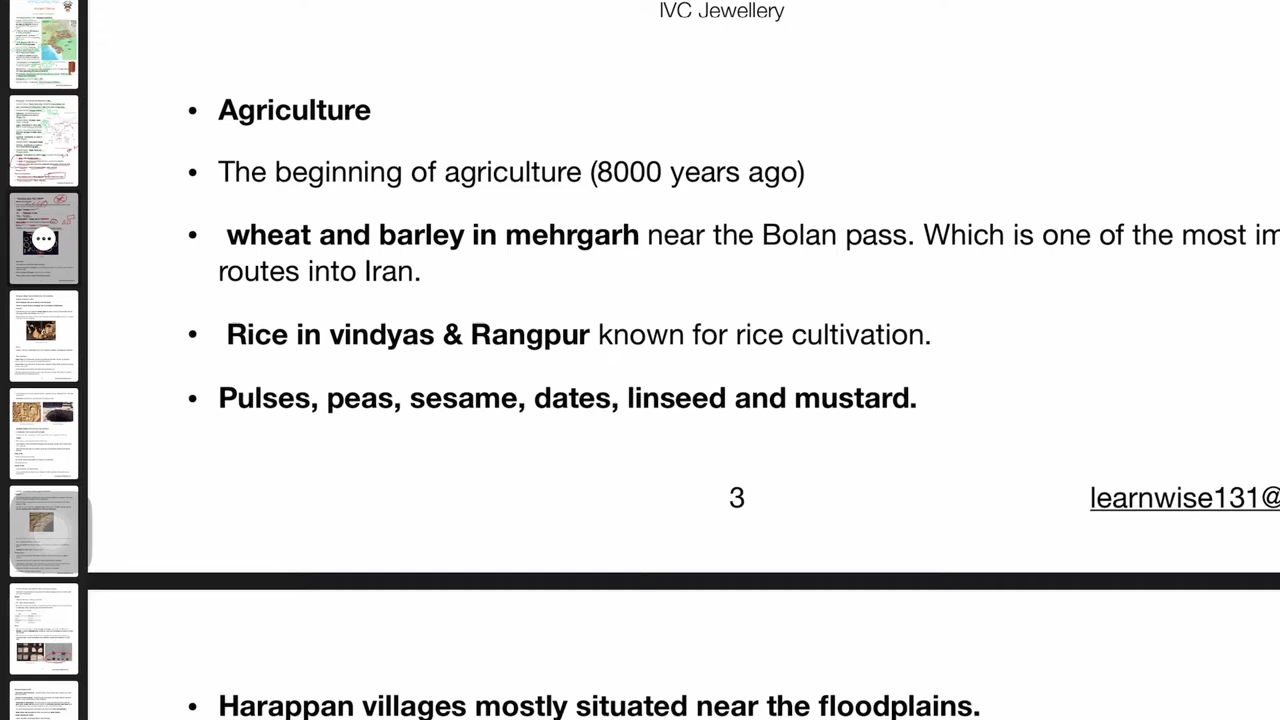 IVC Jewellery
• Agriculture
• The beginning of agriculture (8000 years ago)
• wheat and barley in mehrgarh near the Bolan pass. Which is one of the most im
routes into Iran.
• Rice in vindyas & Rangpur known for rice cultivation.
• Pulses, peas, sesame, dates, linseed and mustard.
3
learnwise131@
• Harappan villages mostly situated near the floodplains.